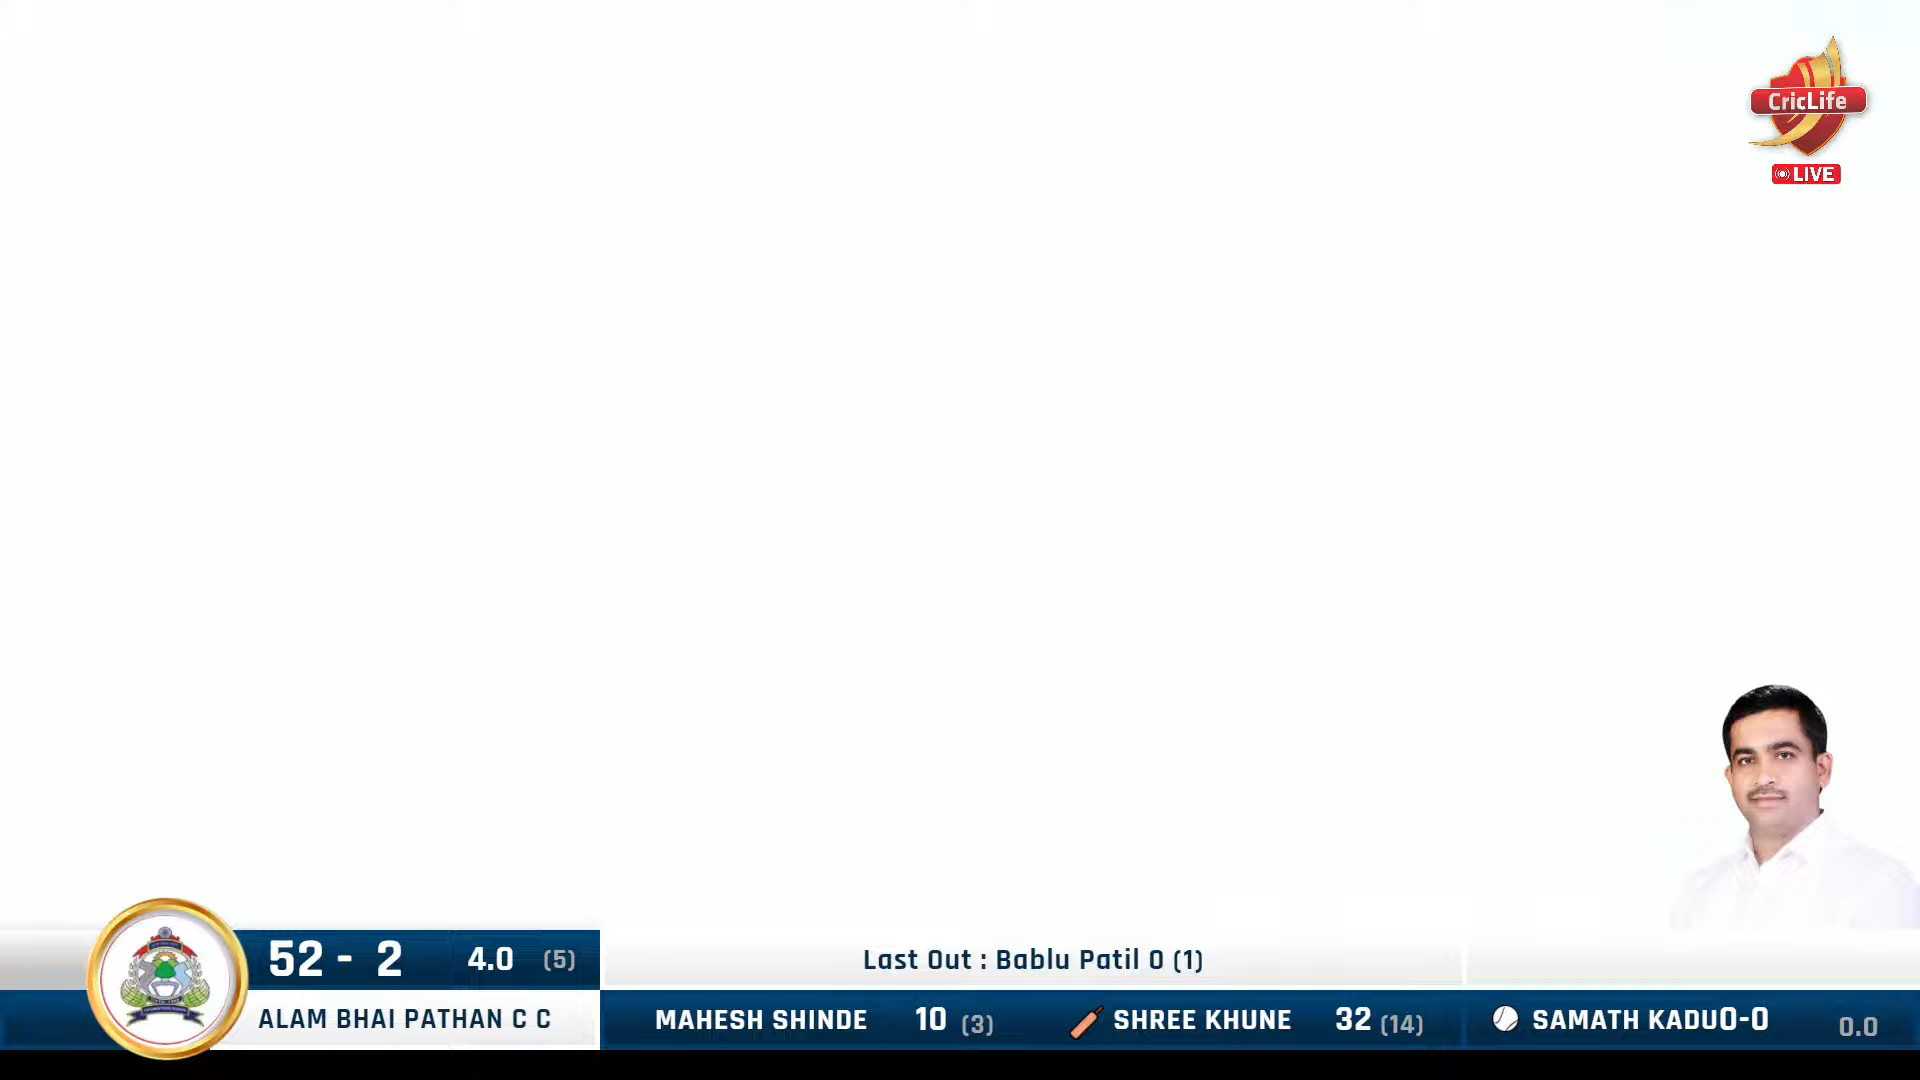 CricLife
LIVE
52 - 2 4.0 (5)
Last Out : Bablu Patil 0 (1)
ALAM BHAI PATHAN C C
MAHESH SHINDE 10 (3) SHREE KHUNE 32 (14) SAMATH KADU0-0 0.0